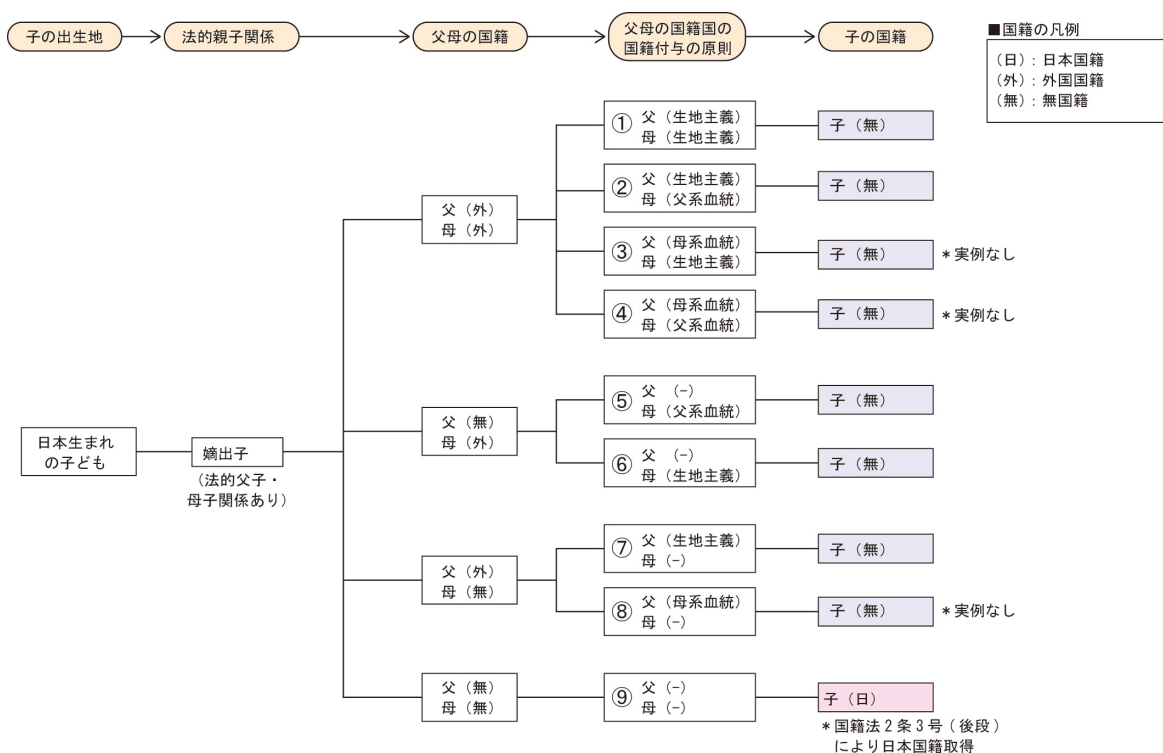 子の出生地
法的親子関係
父母の国籍
父母の国籍国の
国籍付与の原則
子の国籍
■国籍の凡例
(日):日本国籍
(外):外国国籍
(無):無国籍
日本生まれ
の子ども
嫡出子
(法的父子・
母子関係あり)
父(外)
母(外)
① 父(生地主義)
母(生地主義)
子(無)
② 父(生地主義)
母(父系血統)
子(無)
③ 父(母系血統)
母(生地主義)
子(無) *実例なし
④ 父(母系血統)
母(父系血統)
子(無) *実例なし
父(無)
母(外)
⑤ 父 (-)
母(父系血統)
子(無)
⑥ 父 (-)
母(生地主義)
子(無)
父(外)
母(無)
⑦ 父(生地主義)
母(-)
子(無)
⑧ 父(母系血統)
母(-)
子(無) *実例なし
父(無)
母(無)
⑨ 父(-)
母(-)
子(日)
*国籍法2条3号(後段)
により日本国籍取得